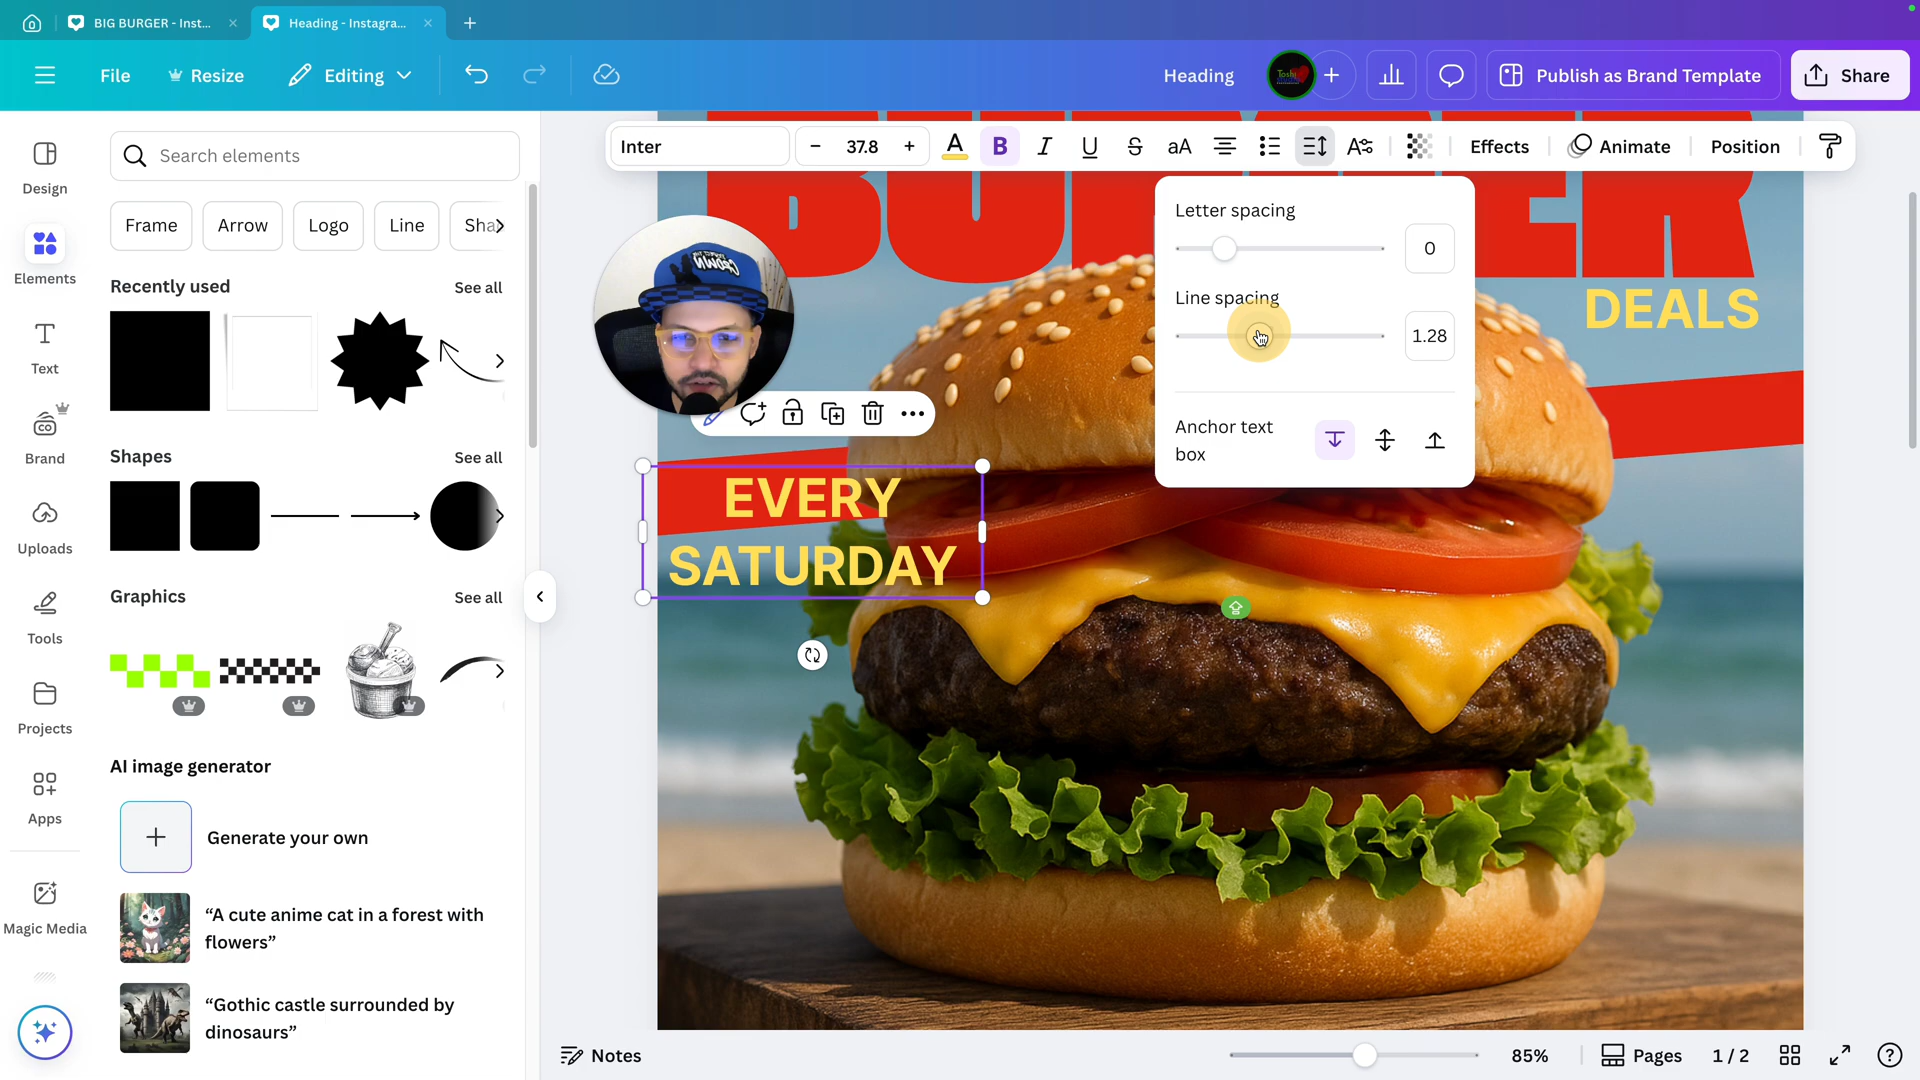 BIG BURGER - Inst...
Heading - Instagra...
File
Resize
Editing
Heading
Publish as Brand Template
Share
Design
Elements
Text
Brand
Uploads
Tools
Projects
Apps
Magic Media
Search elements
Frame
Arrow
Logo
Line
Sha
Recently used
See all
Shapes
See all
Graphics
See all
AI image generator
Generate your own
“A cute anime cat in a forest with
flowers”
“Gothic castle surrounded by
dinosaurs”
Inter
37.8
A
B
I
U
S
aA
Effects
Animate
Position
Letter spacing
0
Line spacing
1.28
Anchor text
box
BURGER
DEALS
EVERY
SATURDAY
Notes
85%
Pages
1 / 2